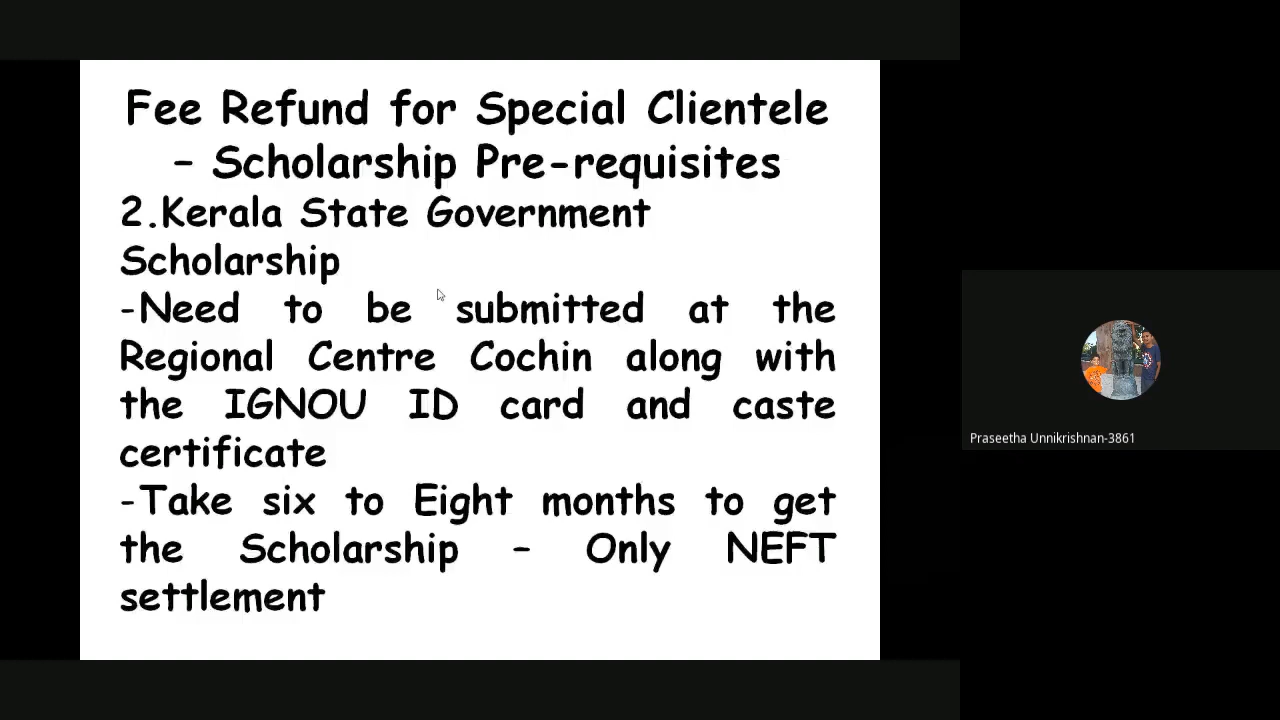 Fee Refund for Special Clientele
– Scholarship Pre-requisites
2.Kerala State Government
Scholarship
-Need to be submitted at the
Regional Centre Cochin along with
the IGNOU ID card and caste
certificate
-Take six to Eight months to get
the Scholarship – Only NEFT
settlement
Praseetha Unnikrishnan-3861